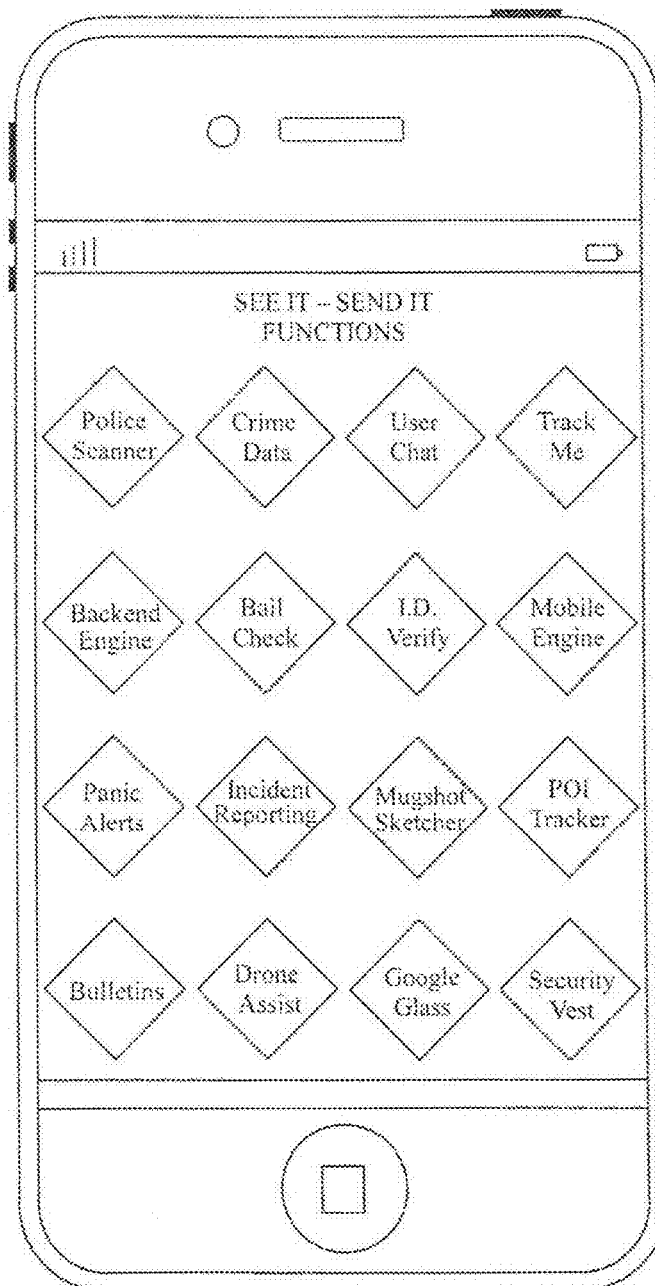 SEE IT – SEND IT
FUNCTIONS
Police
Scanner
Crime
Data
User
Chat
Track
Me
Backend
Engine
Bail
Check
I.D.
Verify
Mobile
Engine
Panic
Alerts
Incident
Reporting
Mugshot
Sketcher
POI
Tracker
Bulletins
Drone
Assist
Google
Glass
Security
Vest